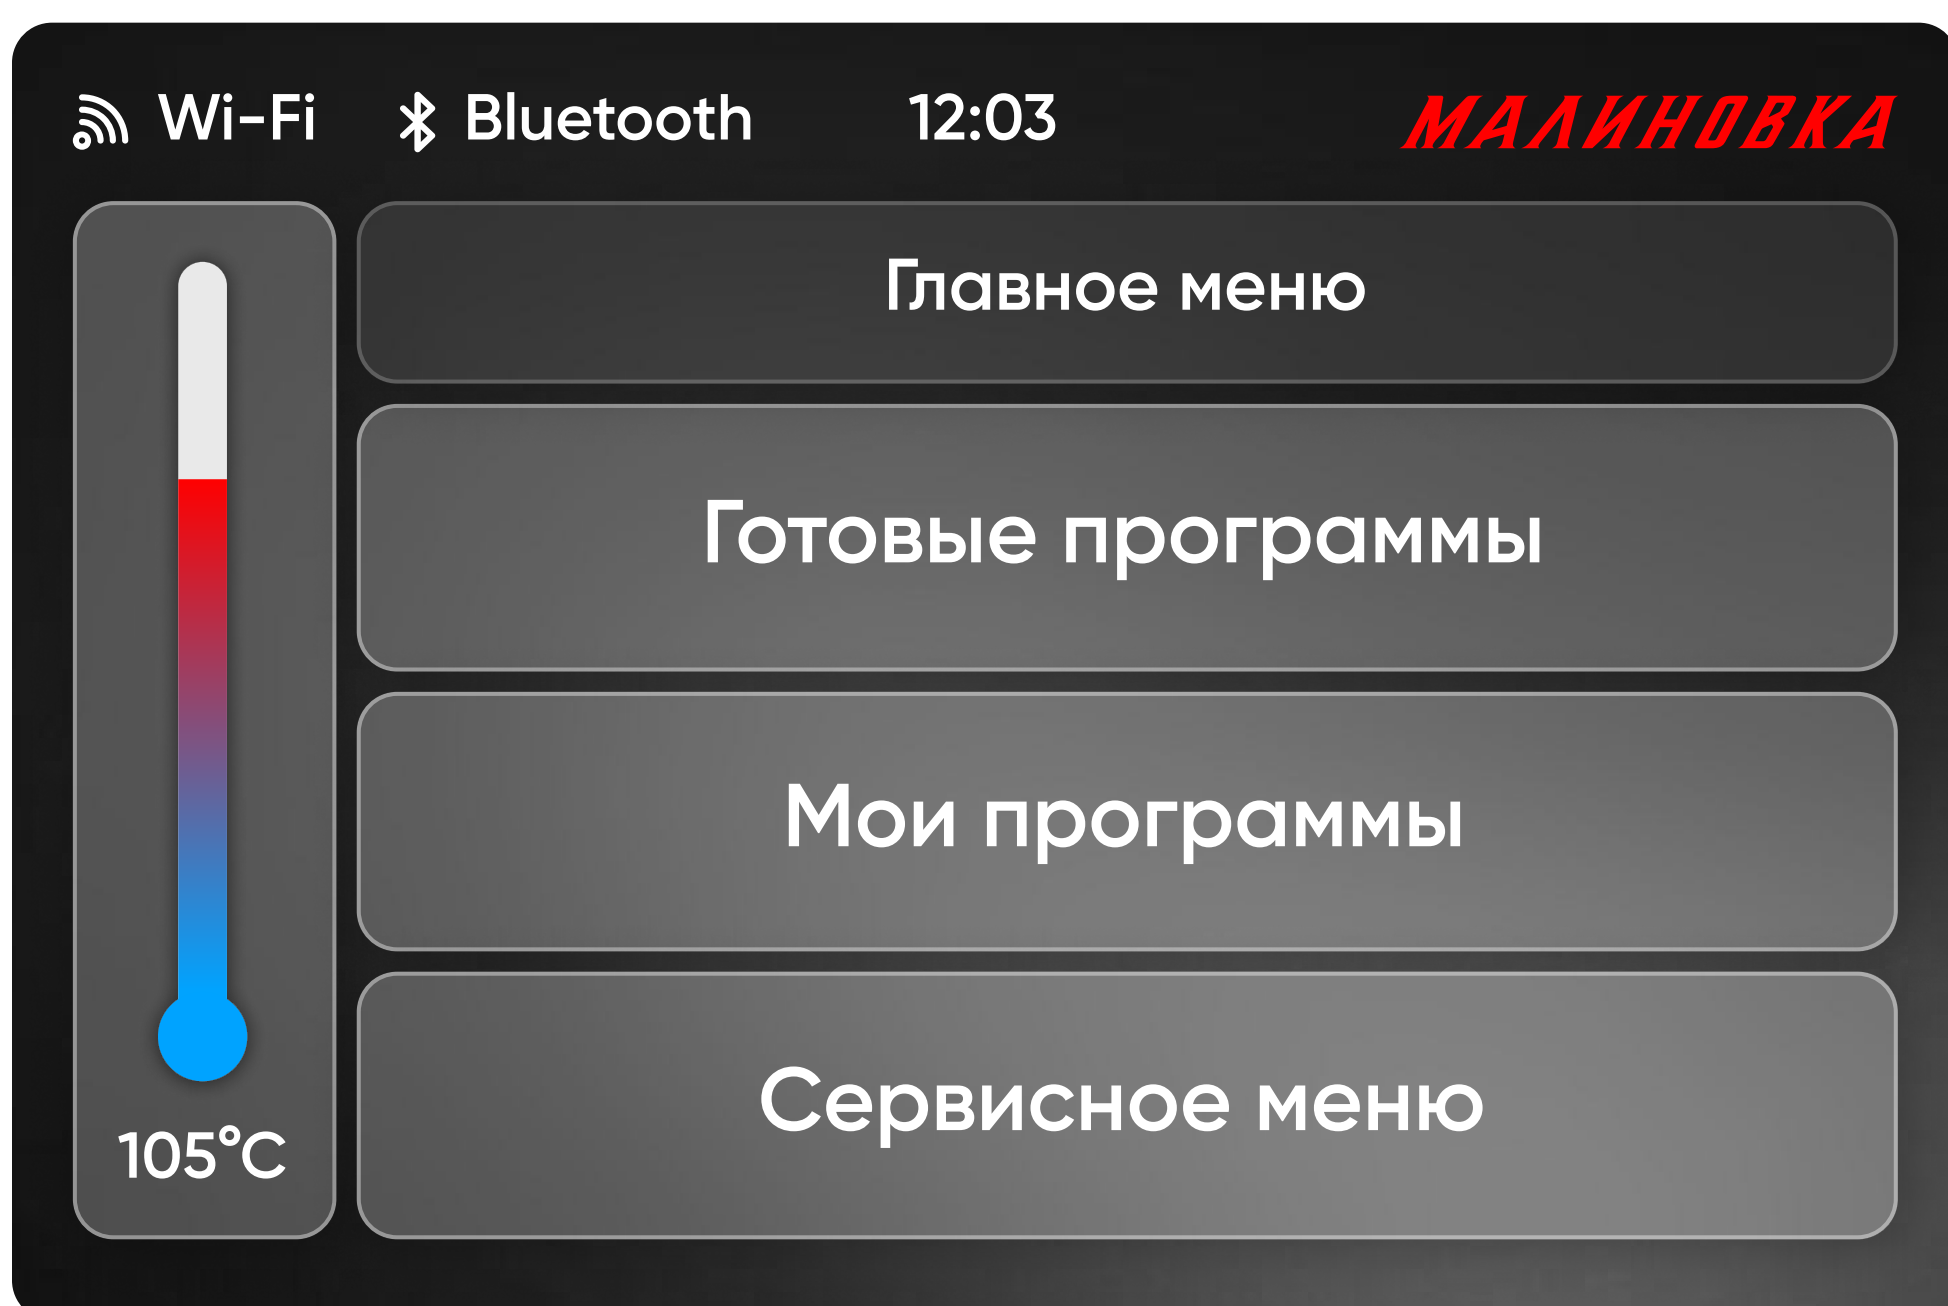 Wi-Fi Bluetooth 12:03 МАЛИНОВКА
Главное меню
Готовые программы
Мои программы
Сервисное меню
105°C